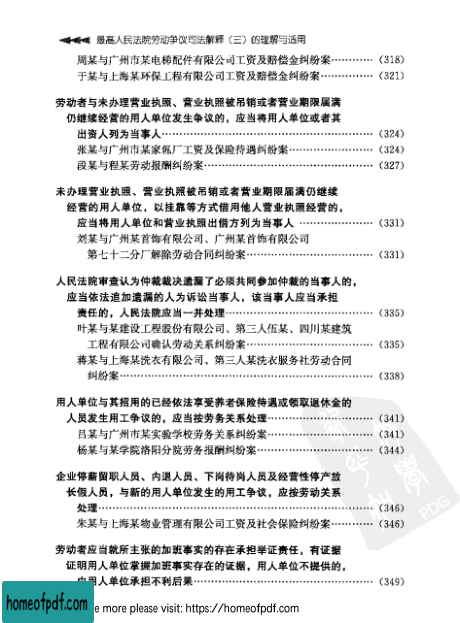 最高人民法院劳动争议司法解释（三）的理解与适用
周某与广州市某电梯配件有限公司工资及赔偿金纠纷案…………（318）
于某与上海某环保工程有限公司工资及赔偿金纠纷案……………（321）
劳动者与未办理营业执照、营业执照被吊销或者营业期限届满
仍继续经营的用人单位发生争议的，应当将用人单位或者其
出资人列为当事人……………………………………………………（324）
张某与广州市某家俬厂工资及保险待遇纠纷案……………………（324）
段某与程某劳动报酬纠纷案…………………………………………（327）
未办理营业执照、营业执照被吊销或者营业期限届满仍继续
经营的用人单位，以挂靠等方式借用他人营业执照经营的，
应当将用人单位和营业执照出借方列为当事人 …………………（331）
刘某与广州某首饰有限公司、广州某首饰有限公司
第七十二分厂解除劳动合同纠纷案…………………………………（331）
人民法院审查认为仲裁裁决遗漏了必须共同参加仲裁的当事人的，
应当依法追加遗漏的人为诉讼当事人，该当事人应当承担
责任的，人民法院应当一并处理……………………………………（335）
叶某与某建设工程股份有限公司、第三人伍某、四川某建筑
工程有限公司确认劳动关系纠纷案…………………………………（335）
蒋某与上海某洗衣有限公司、第三人某洗衣服务社劳动合同
纠纷案…………………………………………………………………（338）
用人单位与其招用的已经依法享受养老保险待遇或领取退休金的
人员发生用工争议的，应当按劳务关系处理………………………（341）
吕某与广州市某实验学校劳务关系纠纷案…………………………（341）
杨某与某学院洛阳分院劳务报酬纠纷案……………………………（344）
企业停薪留职人员、内退人员、下岗待岗人员及经营性停产放
长假人员，与新的用人单位发生的用工争议，应按劳动关系
处理……………………………………………………………………（346）
朱某与上海某物业管理有限公司工资及社会保险纠纷案…………（346）
劳动者应当就所主张的加班事实的存在承担举证责任，有证据
证明用人单位掌握加班事实存在的证据，用人单位不提供的，
由用人单位承担不利后果……………………………………………（349）
homeofpdf.com
e more please visit: https://homeofpdf.com
PDG